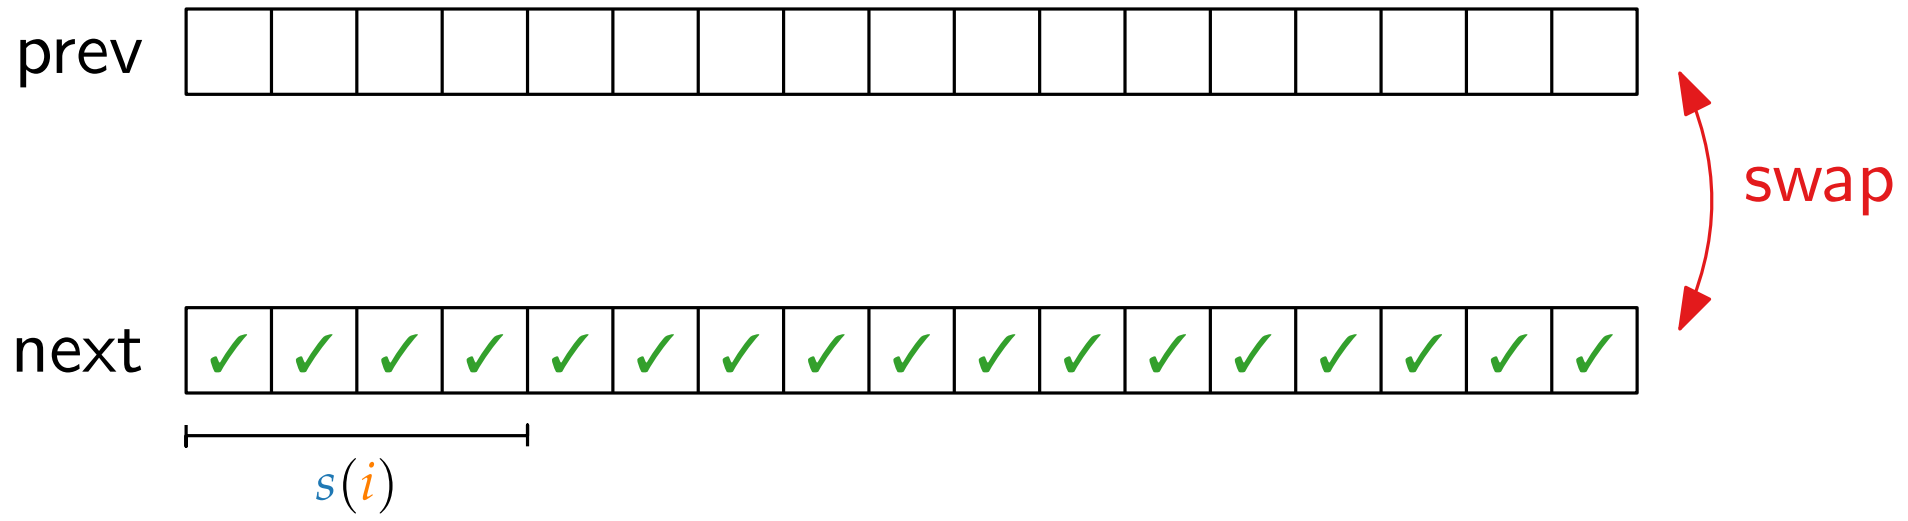 prev
swap
next ✓ ✓ ✓ ✓ ✓ ✓ ✓ ✓ ✓ ✓ ✓ ✓ ✓ ✓ ✓ ✓ ✓
s(i)